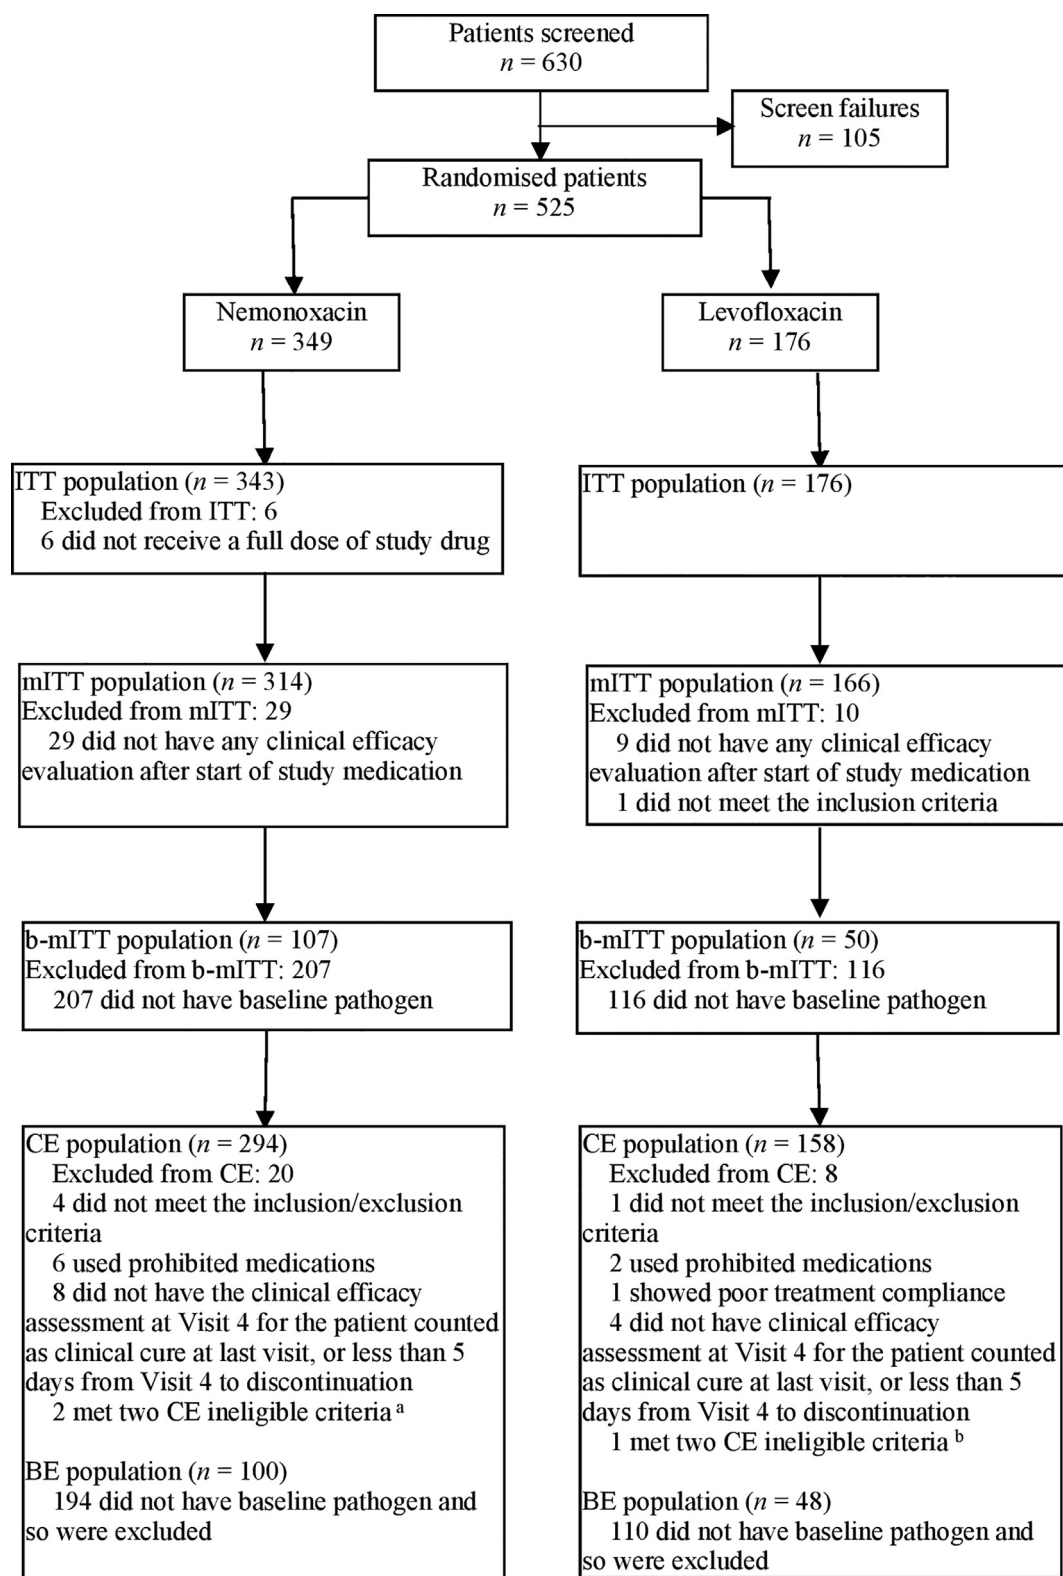 Patients screened
n = 630
Screen failures
n = 105
Randomised patients
n = 525
Nemonoxacin
n = 349
Levofloxacin
n = 176
ITT population (n = 343)
Excluded from ITT: 6
6 did not receive a full dose of study drug
ITT population (n = 176)
mITT population (n = 314)
Excluded from mITT: 29
29 did not have any clinical efficacy
evaluation after start of study medication
mITT population (n = 166)
Excluded from mITT: 10
9 did not have any clinical efficacy
evaluation after start of study medication
1 did not meet the inclusion criteria
b-mITT population (n = 107)
Excluded from b-mITT: 207
207 did not have baseline pathogen
b-mITT population (n = 50)
Excluded from b-mITT: 116
116 did not have baseline pathogen
CE population (n = 294)
Excluded from CE: 20
4 did not meet the inclusion/exclusion
criteria
6 used prohibited medications
8 did not have the clinical efficacy
assessment at Visit 4 for the patient counted
as clinical cure at last visit, or less than 5
days from Visit 4 to discontinuation
2 met two CE ineligible criteria a
BE population (n = 100)
194 did not have baseline pathogen and
so were excluded
CE population (n = 158)
Excluded from CE: 8
1 did not meet the inclusion/exclusion
criteria
2 used prohibited medications
1 showed poor treatment compliance
4 did not have clinical efficacy
assessment at Visit 4 for the patient counted
as clinical cure at last visit, or less than 5
days from Visit 4 to discontinuation
1 met two CE ineligible criteria b
BE population (n = 48)
110 did not have baseline pathogen and
so were excluded